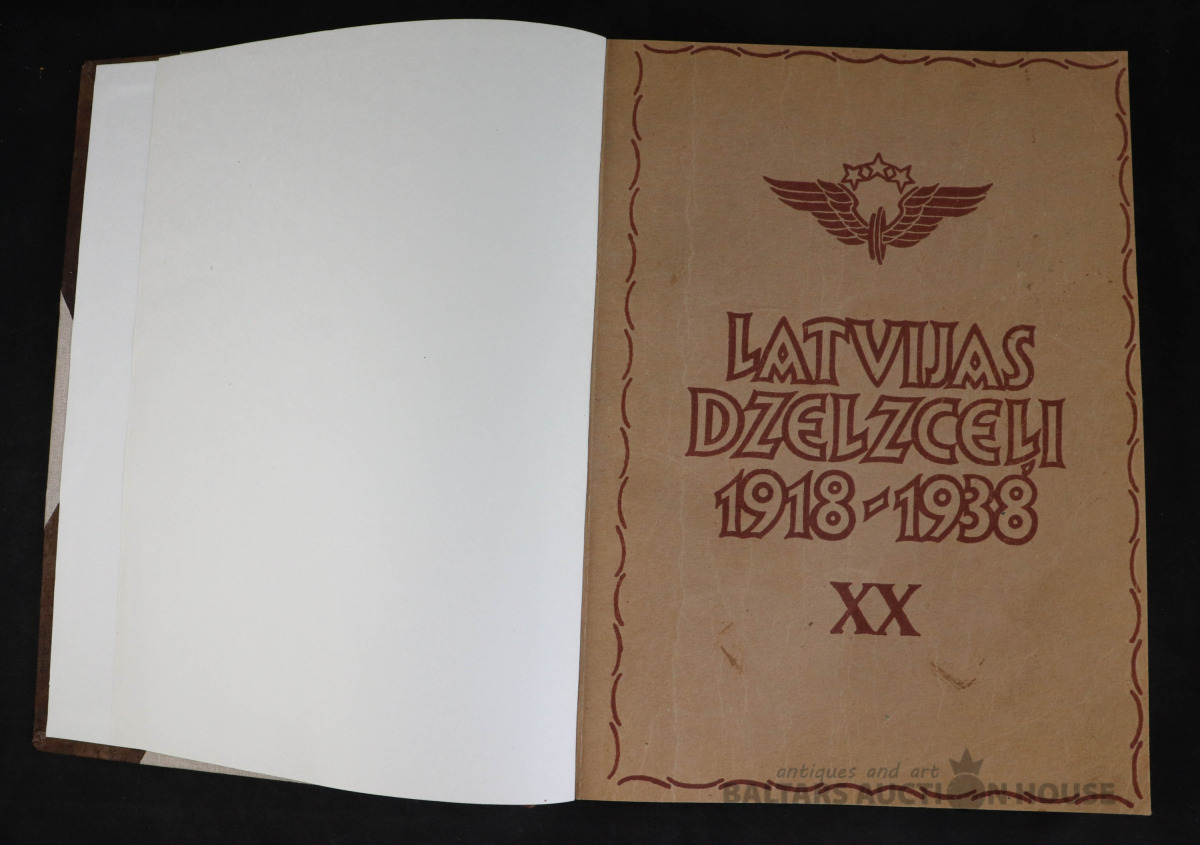 LATVIJAS
DZELZCEĻI
1918-1938
XX
antiques and art
BALTARS AUCTION HOUSE